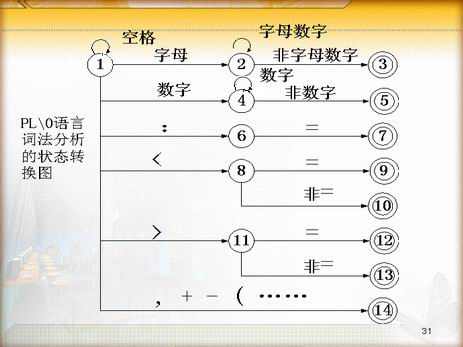 空格
字母数字
1
字母
2
非字母数字
3
数字
数字
4
非数字
5
PL\0语言
词法分析
的状态转
换图
:
6
=
7
<
8
=
9
非=
10
>
11
=
12
非=
13
, + - ( ……
14
31